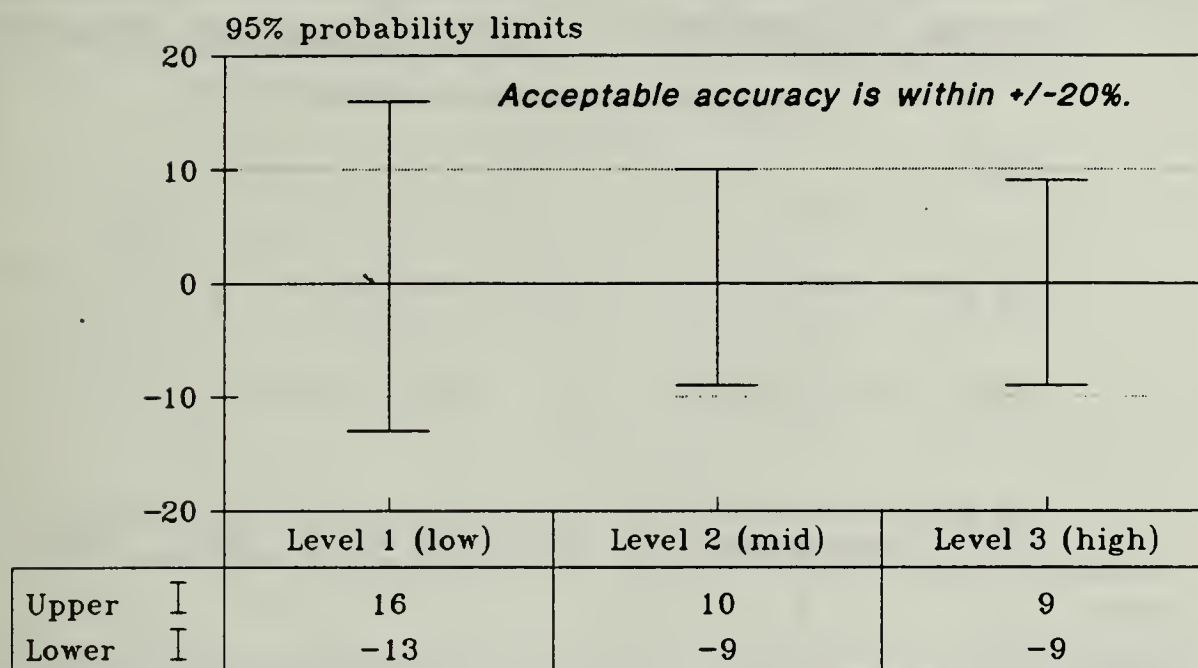 95% probability limits
20
Acceptable accuracy is within +/-20%.
10
0
-10
-20
Level 1 (low) Level 2 (mid) Level 3 (high)
Upper 16 10 9
Lower -13 -9 -9